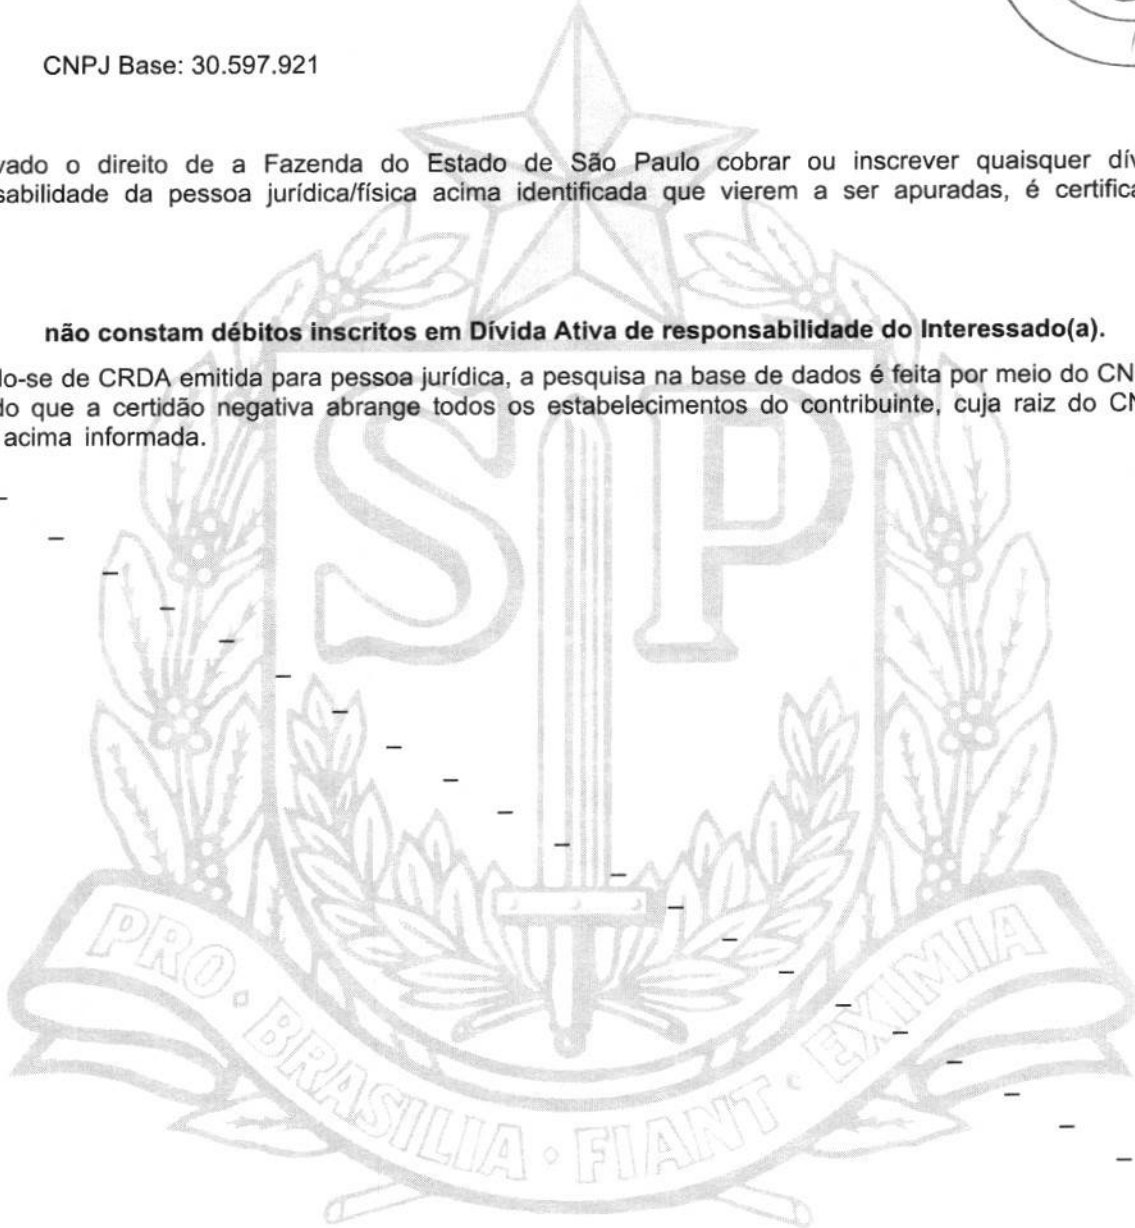 CNPJ Base: 30.597.921
vado o direito de a Fazenda do Estado de São Paulo cobrar ou inscrever quaisquer dív
sabilidade da pessoa jurídica/física acima identificada que vierem a ser apuradas, é certifica
não constam débitos inscritos em Dívida Ativa de responsabilidade do Interessado(a).
do-se de CRDA emitida para pessoa jurídica, a pesquisa na base de dados é feita por meio do CN
do que a certidão negativa abrange todos os estabelecimentos do contribuinte, cuja raiz do CN
acima informada.
SP
PRO · BRASILIA · FIANT · EXIMIA